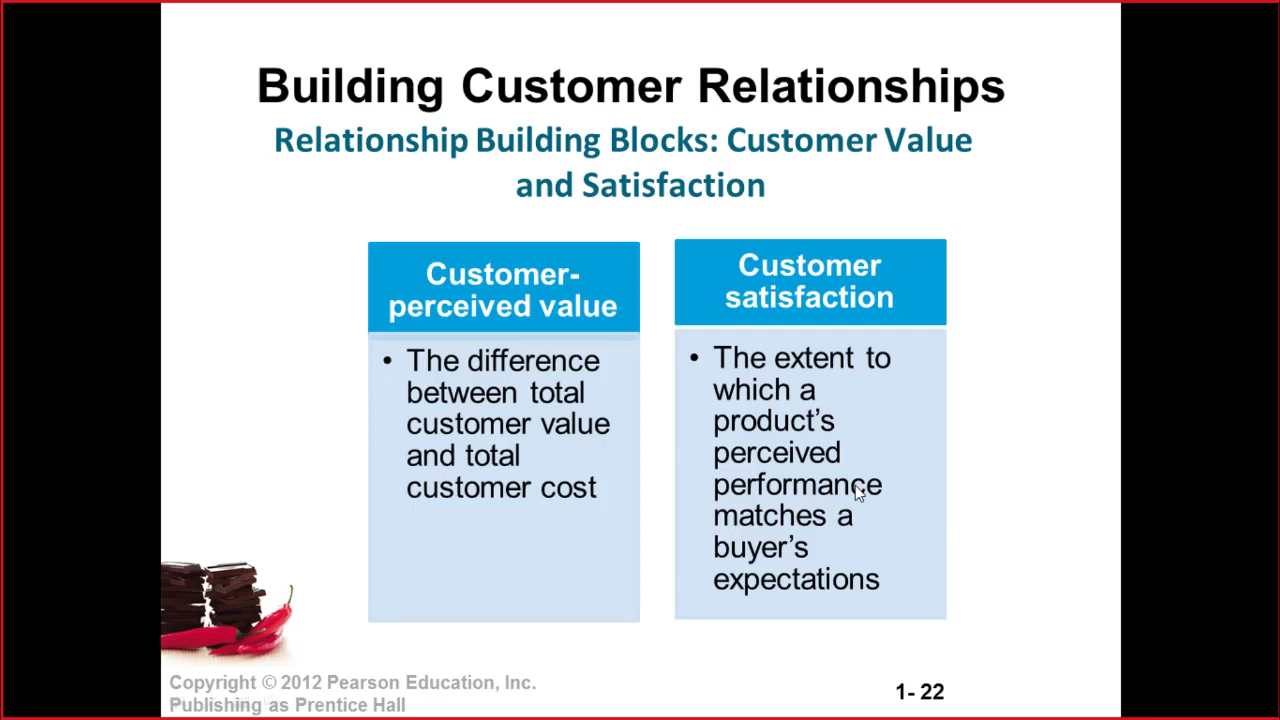 Building Customer Relationships
Relationship Building Blocks: Customer Value
and Satisfaction
Customer-
perceived value
• The difference
between total
customer value
and total
customer cost
Customer
satisfaction
• The extent to
which a
product’s
perceived
performance
matches a
buyer’s
expectations
Copyright © 2012 Pearson Education, Inc.
Publishing as Prentice Hall
1- 22